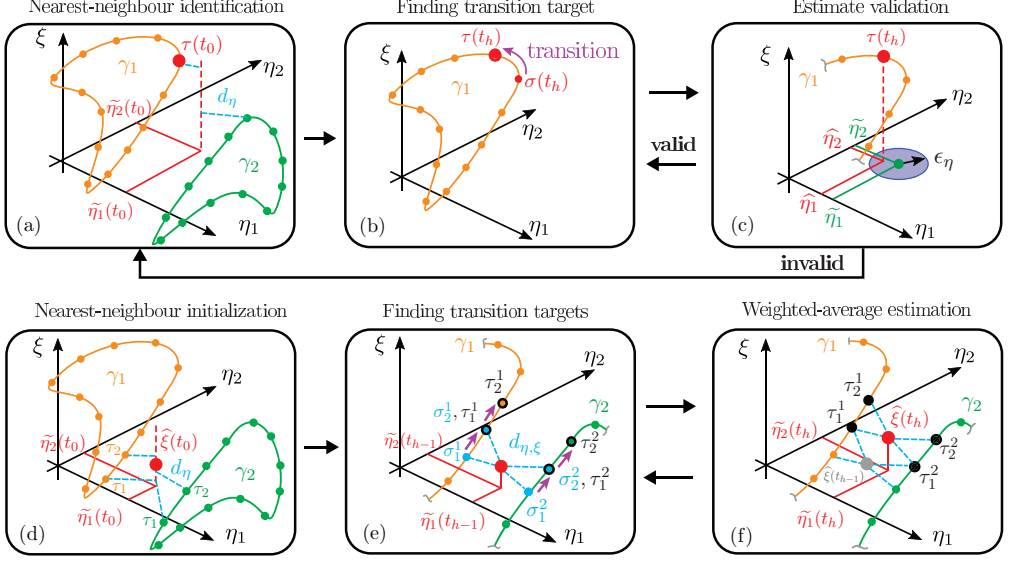 Nearest-neighbour identification
ξ
γ₁
τ(t₀)
η₂
d_η
η̃₂(t₀)
γ₂
η̃₁(t₀)
η₁
(a)
Finding transition target
ξ
τ(t_h)
transition
γ₁
σ(t_h)
η₂
η₁
(b)
valid
Estimate validation
ξ
τ(t_h)
γ₁
η₂
η̃₂
η̂₂
ϵ_η
η̂₁
η̃₁
η₁
(c)
invalid
Nearest-neighbour initialization
ξ
γ₁
η₂
η̃₂(t₀)
ξ̂(t₀)
τ₂
d_η
γ₂
τ₁
τ₂
τ₁
η̃₁(t₀)
η₁
(d)
Finding transition targets
ξ
γ₁
η₂
τ₂¹
σ₂¹, τ₁¹
γ₂
η̃₂(t_{h−1})
d_{η,ξ}
σ₁¹
τ₂²
σ₂², τ₁²
σ₁²
η̃₁(t_{h−1})
η₁
(e)
Weighted-average estimation
ξ
γ₁
η₂
τ₂¹
τ₁¹
γ₂
η̃₂(t_h)
ξ̂(t_h)
τ₂²
ξ̂(t_{h−1})
τ₁²
η̃₁(t_h)
η₁
(f)